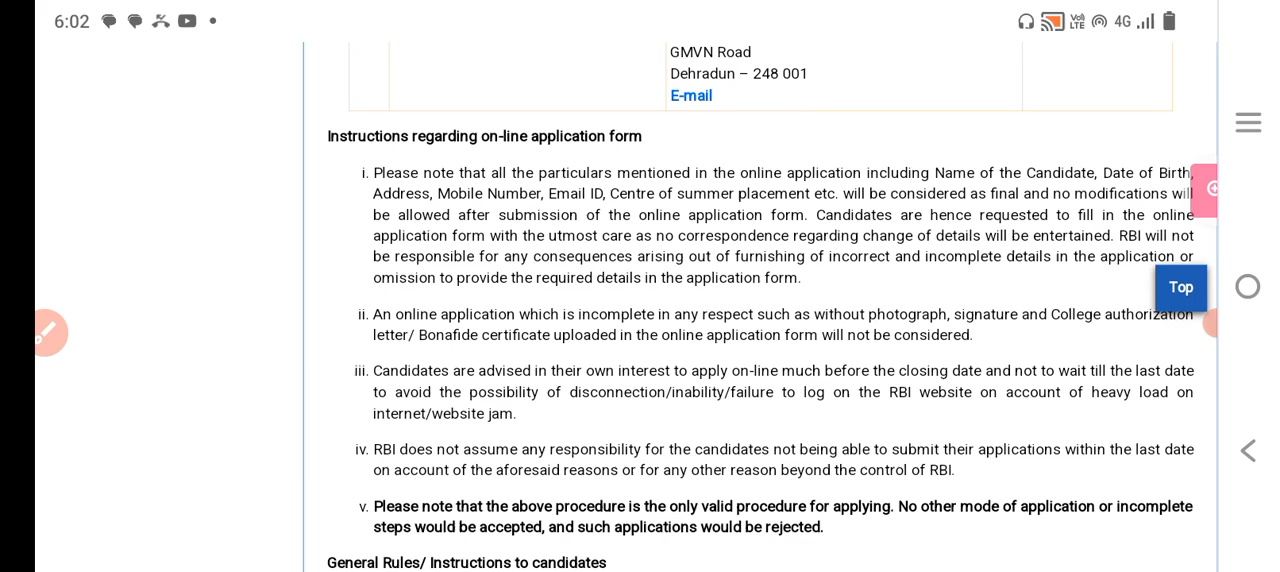 6:02
Vo) LTE 4G
GMVN Road
Dehradun – 248 001
E-mail
Instructions regarding on-line application form
i. Please note that all the particulars mentioned in the online application including Name of the Candidate, Date of Birth,
Address, Mobile Number, Email ID, Centre of summer placement etc. will be considered as final and no modifications will
be allowed after submission of the online application form. Candidates are hence requested to fill in the online
application form with the utmost care as no correspondence regarding change of details will be entertained. RBI will not
be responsible for any consequences arising out of furnishing of incorrect and incomplete details in the application or
omission to provide the required details in the application form.
Top
ii. An online application which is incomplete in any respect such as without photograph, signature and College authorization
letter/ Bonafide certificate uploaded in the online application form will not be considered.
iii. Candidates are advised in their own interest to apply on-line much before the closing date and not to wait till the last date
to avoid the possibility of disconnection/inability/failure to log on the RBI website on account of heavy load on
internet/website jam.
iv. RBI does not assume any responsibility for the candidates not being able to submit their applications within the last date
on account of the aforesaid reasons or for any other reason beyond the control of RBI.
v. Please note that the above procedure is the only valid procedure for applying. No other mode of application or incomplete
steps would be accepted, and such applications would be rejected.
General Rules/ Instructions to candidates